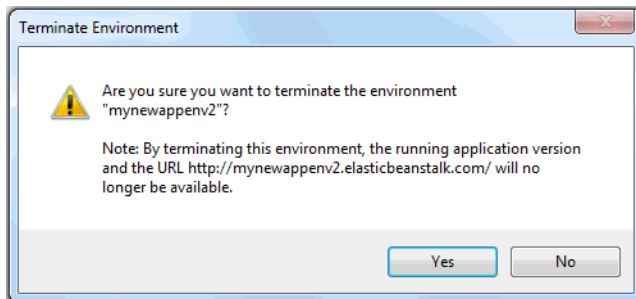 Terminate Environment
Are you sure you want to terminate the environment
"mynewappenv2"?
Note: By terminating this environment, the running application version
and the URL http://mynewappenv2.elasticbeanstalk.com/ will no
longer be available.
Yes
No